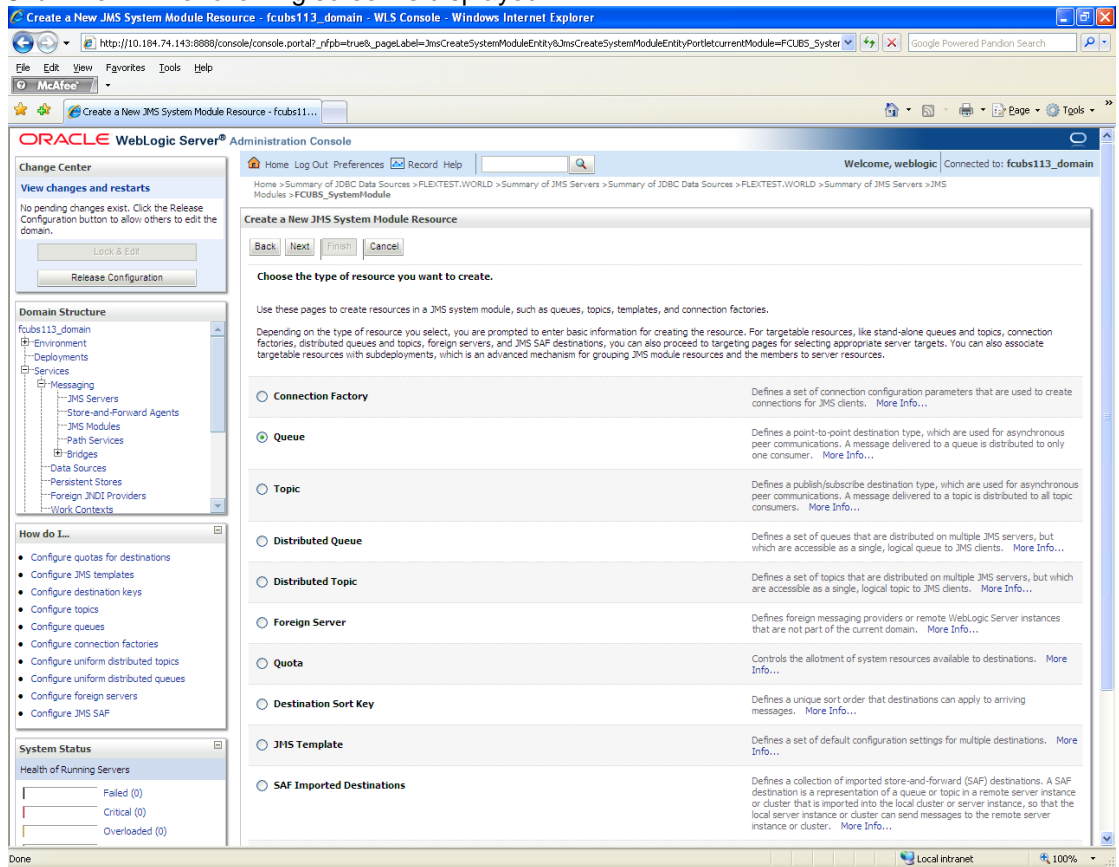 Create a New JMS System Module Resource - fcubs113_domain - WLS Console - Windows Internet Explorer
http://10.184.74.143:8888/console/console.portal?_nfpb=true&_pageLabel=JmsCreateSystemModuleEntity&JmsCreateSystemModuleEntityPortletcurrentModule=FCUBS_System
Google Powered Pandion Search
File Edit View Favorites Tools Help
McAfee
Create a New JMS System Module Resource - fcubs11...
Page Tools
ORACLE WebLogic Server® Administration Console
Change Center
View changes and restarts
No pending changes exist. Click the Release
Configuration button to allow others to edit the
domain.
Lock & Edit
Release Configuration
Domain Structure
fcubs113_domain
Environment
Deployments
Services
Messaging
JMS Servers
Store-and-Forward Agents
JMS Modules
Path Services
Bridges
Data Sources
Persistent Stores
Foreign JNDI Providers
Work Contexts
How do I...
Configure quotas for destinations
Configure JMS templates
Configure destination keys
Configure topics
Configure queues
Configure connection factories
Configure uniform distributed topics
Configure uniform distributed queues
Configure foreign servers
Configure JMS SAF
System Status
Health of Running Servers
Failed (0)
Critical (0)
Overloaded (0)
Home Log Out Preferences Record Help
Welcome, weblogic Connected to: fcubs113_domain
Home >Summary of JDBC Data Sources >FLEXTEST.WORLD >Summary of JMS Servers >Summary of JDBC Data Sources >FLEXTEST.WORLD >Summary of JMS Servers >JMS
Modules >FCUBS_SystemModule
Create a New JMS System Module Resource
Back Next Finish Cancel
Choose the type of resource you want to create.
Use these pages to create resources in a JMS system module, such as queues, topics, templates, and connection factories.
Depending on the type of resource you select, you are prompted to enter basic information for creating the resource. For targetable resources, like stand-alone queues and topics, connection
factories, distributed queues and topics, foreign servers, and JMS SAF destinations, you can also proceed to targeting pages for selecting appropriate server targets. You can also associate
targetable resources with subdeployments, which is an advanced mechanism for grouping JMS module resources and the members to server resources.
Connection Factory
Defines a set of connection configuration parameters that are used to create
connections for JMS clients. More Info...
Queue
Defines a point-to-point destination type, which are used for asynchronous
peer communications. A message delivered to a queue is distributed to only
one consumer. More Info...
Topic
Defines a publish/subscribe destination type, which are used for asynchronous
peer communications. A message delivered to a topic is distributed to all topic
consumers. More Info...
Distributed Queue
Defines a set of queues that are distributed on multiple JMS servers, but
which are accessible as a single, logical queue to JMS clients. More Info...
Distributed Topic
Defines a set of topics that are distributed on multiple JMS servers, but which
are accessible as a single, logical topic to JMS clients. More Info...
Foreign Server
Defines foreign messaging providers or remote WebLogic Server instances
that are not part of the current domain. More Info...
Quota
Controls the allotment of system resources available to destinations. More
Info...
Destination Sort Key
Defines a unique sort order that destinations can apply to arriving
messages. More Info...
JMS Template
Defines a set of default configuration settings for multiple destinations. More
Info...
SAF Imported Destinations
Defines a collection of imported store-and-forward (SAF) destinations. A SAF
destination is a representation of a queue or topic in a remote server instance
or cluster that is imported into the local cluster or server instance, so that the
local server instance or cluster can send messages to the remote server
instance or cluster. More Info...
Done
Local intranet
100%